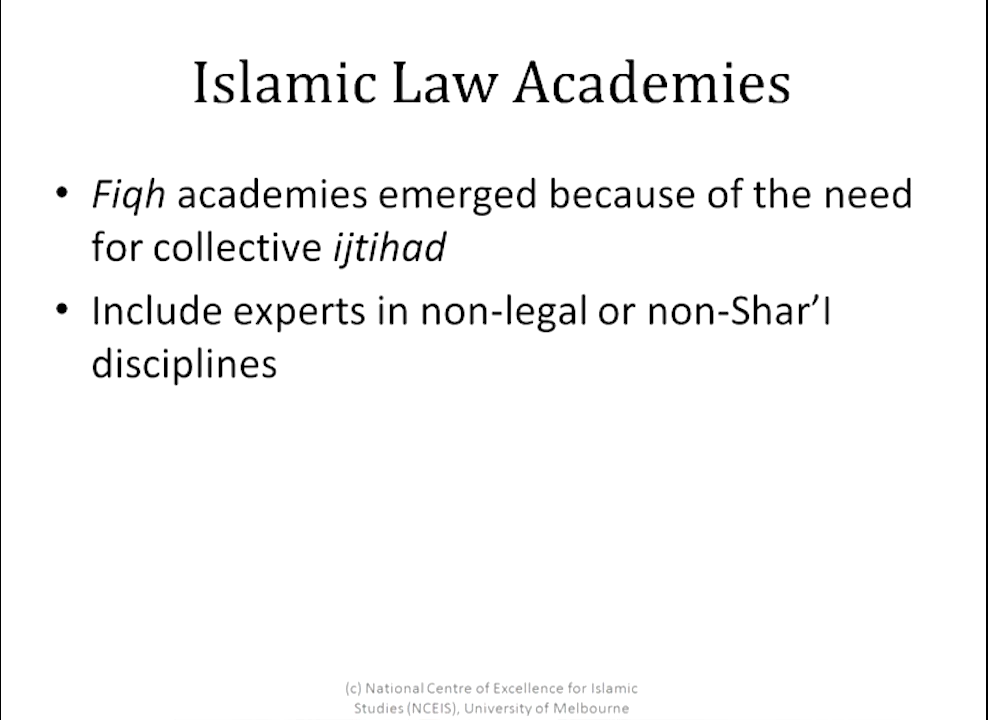 Islamic Law Academies
• Fiqh academies emerged because of the need
for collective ijtihad
• Include experts in non-legal or non-Shar’I
disciplines
(c) National Centre of Excellence for Islamic
Studies (NCEIS), University of Melbourne